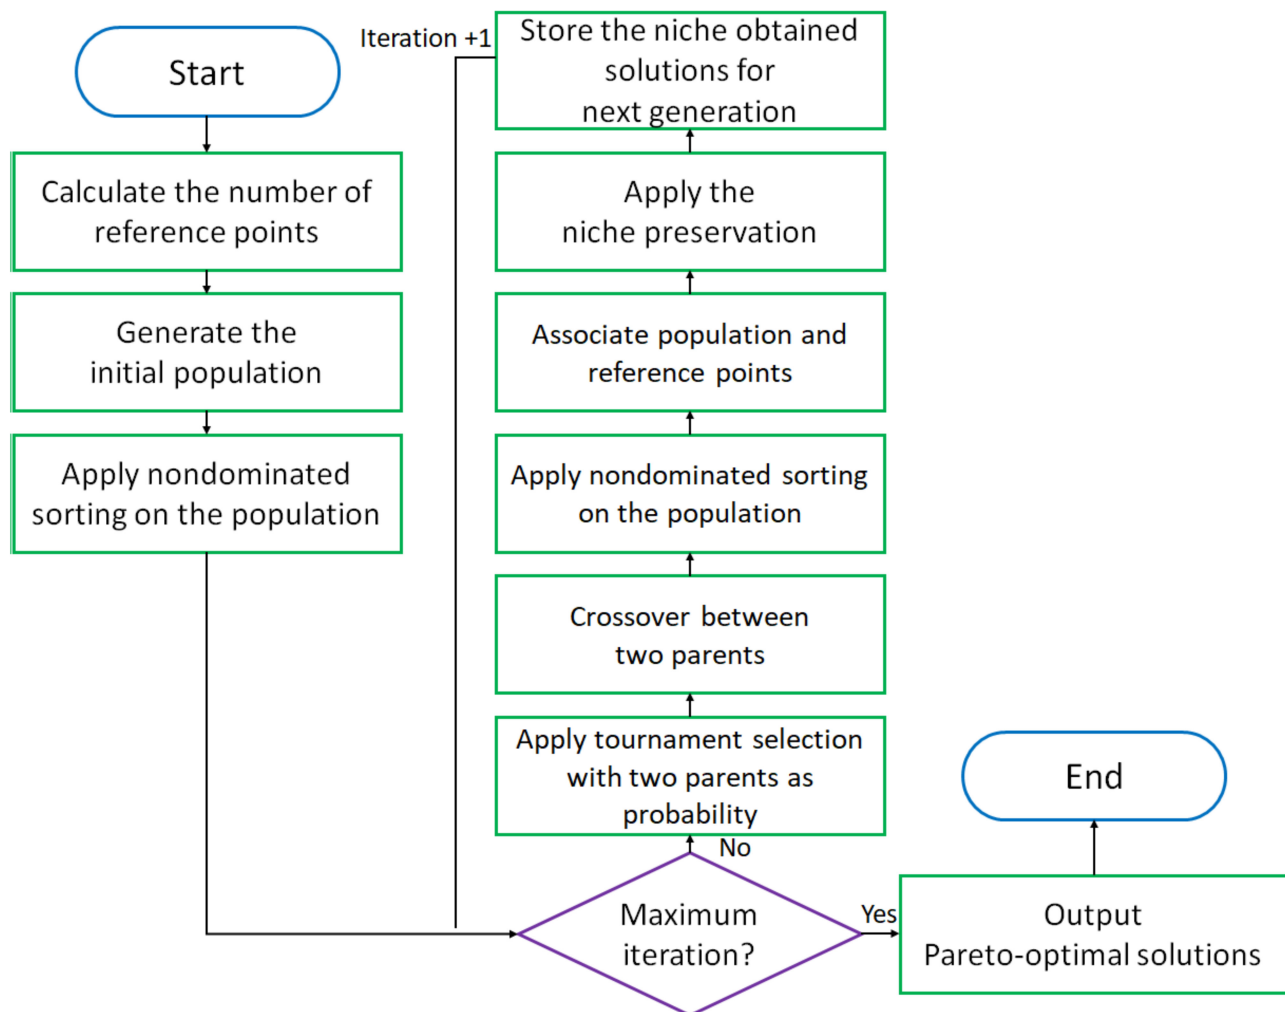 Start
Calculate the number of
reference points
Generate the
initial population
Apply nondominated
sorting on the population
Iteration +1
Store the niche obtained
solutions for
next generation
Apply the
niche preservation
Associate population and
reference points
Apply nondominated sorting
on the population
Crossover between
two parents
Apply tournament selection
with two parents as
probability
No
Maximum
iteration?
Yes
Output
Pareto-optimal solutions
End